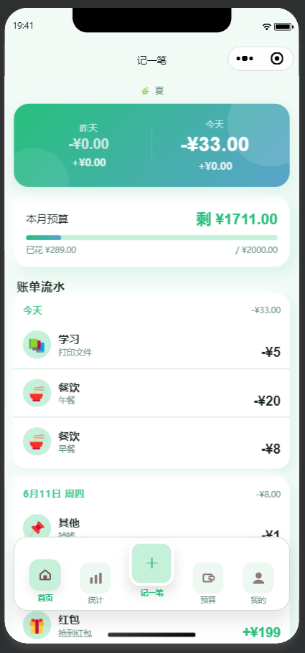 19:41
记一笔
夏
昨天
-¥0.00
+¥0.00
今天
-¥33.00
+¥0.00
本月预算
剩 ¥1711.00
已花 ¥289.00
/ ¥2000.00
账单流水
今天
-¥33.00
学习
打印文件
-¥5
餐饮
午餐
-¥20
餐饮
早餐
-¥8
6月11日 周四
-¥8.00
其他
-¥1
首页
统计
记一笔
预算
我的
红包
抢到红包
+¥199